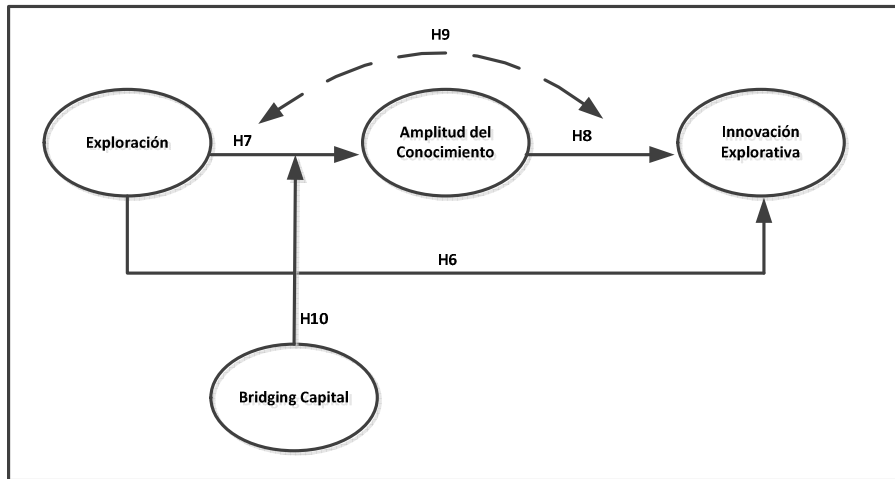 H9
Exploración
H7
Amplitud del
Conocimiento
H8
Innovación
Explorativa
H6
H10
Bridging Capital